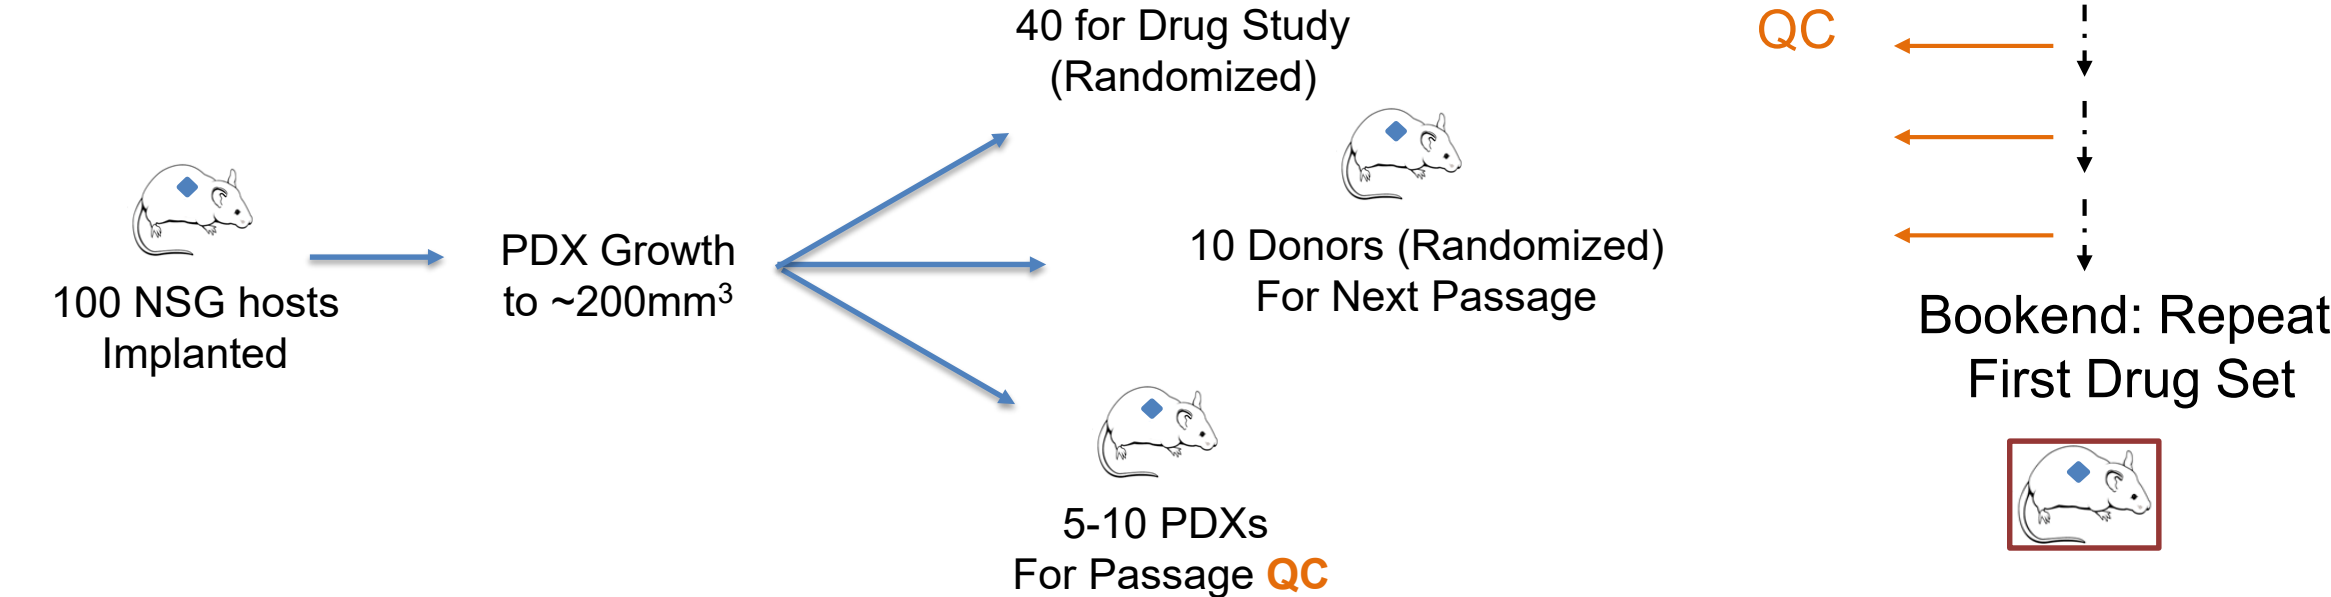 40 for Drug Study
(Randomized)
QC
100 NSG hosts
Implanted
PDX Growth
to ~200mm³
10 Donors (Randomized)
For Next Passage
5-10 PDXs
For Passage QC
Bookend: Repeat
First Drug Set